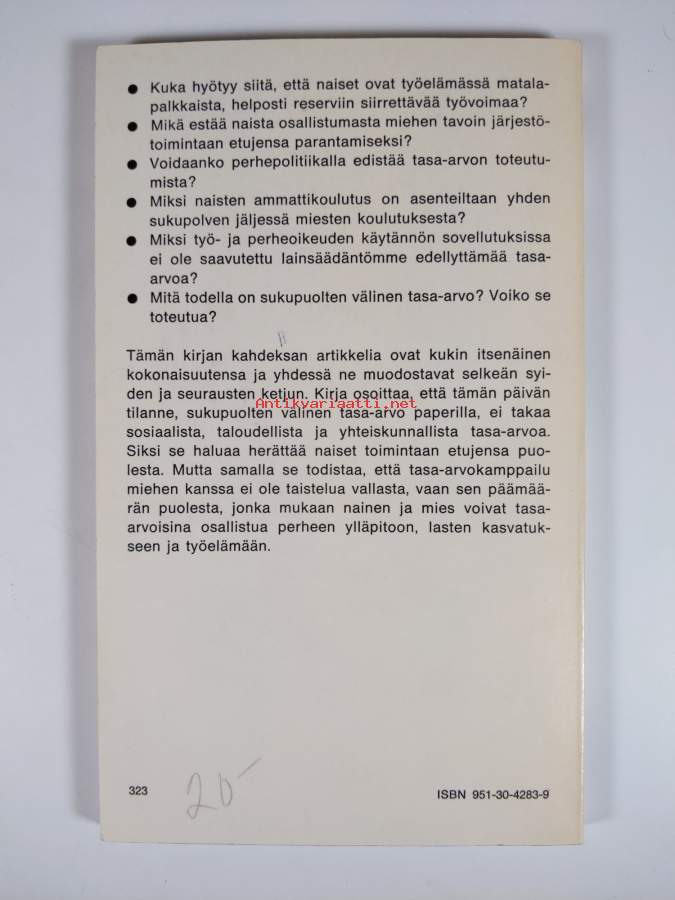 ● Kuka hyötyy siitä, että naiset ovat työelämässä matala-
palkkaista, helposti reserviin siirrettävää työvoimaa?
● Mikä estää naista osallistumasta miehen tavoin järjestö-
toimintaan etujensa parantamiseksi?
● Voidaanko perhepolitiikalla edistää tasa-arvon toteutu-
mista?
● Miksi naisten ammattikoulutus on asenteiltaan yhden
sukupolven jäljessä miesten koulutuksesta?
● Miksi työ- ja perheoikeuden käytännön sovellutuksissa
ei ole saavutettu lainsäädäntömme edellyttämää tasa-
arvoa?
● Mitä todella on sukupuolten välinen tasa-arvo? Voiko se
toteutua?
Tämän kirjan kahdeksan artikkelia ovat kukin itsenäinen
kokonaisuutensa ja yhdessä ne muodostavat selkeän syi-
den ja seurausten ketjun. Kirja osoittaa, että tämän päivän
Antikvariaatti.net
tilanne, sukupuolten välinen tasa-arvo paperilla, ei takaa
sosiaalista, taloudellista ja yhteiskunnallista tasa-arvoa.
Siksi se haluaa herättää naiset toimintaan etujensa puo-
lesta. Mutta samalla se todistaa, että tasa-arvokamppailu
miehen kanssa ei ole taistelua vallasta, vaan sen päämää-
rän puolesta, jonka mukaan nainen ja mies voivat tasa-
arvoisina osallistua perheen ylläpitoon, lasten kasvatuk-
seen ja työelämään.
323
20-
ISBN 951-30-4283-9